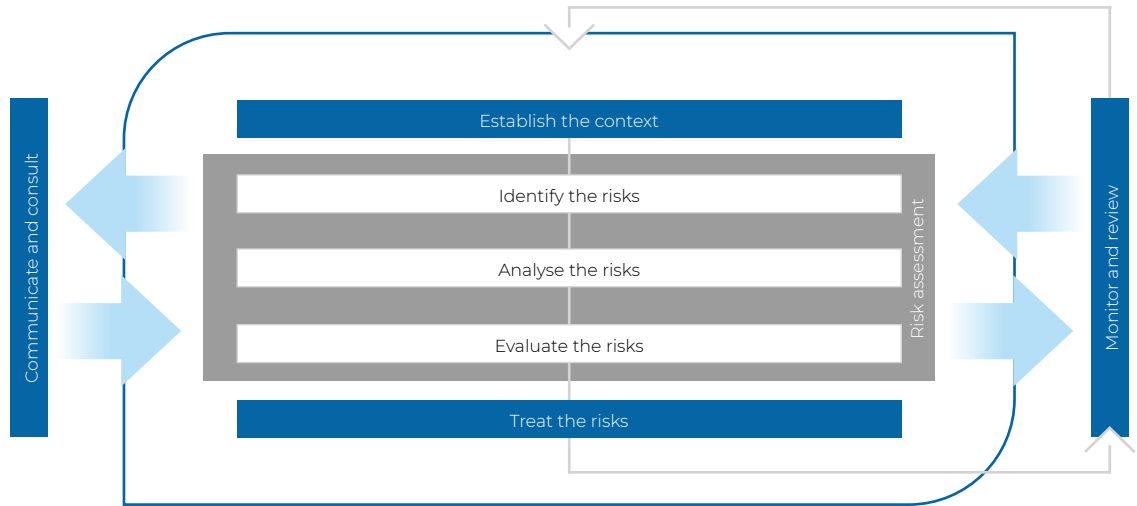 Establish the context
Communicate and consult
Identify the risks
Analyse the risks
Evaluate the risks
Risk assessment
Treat the risks
Monitor and review